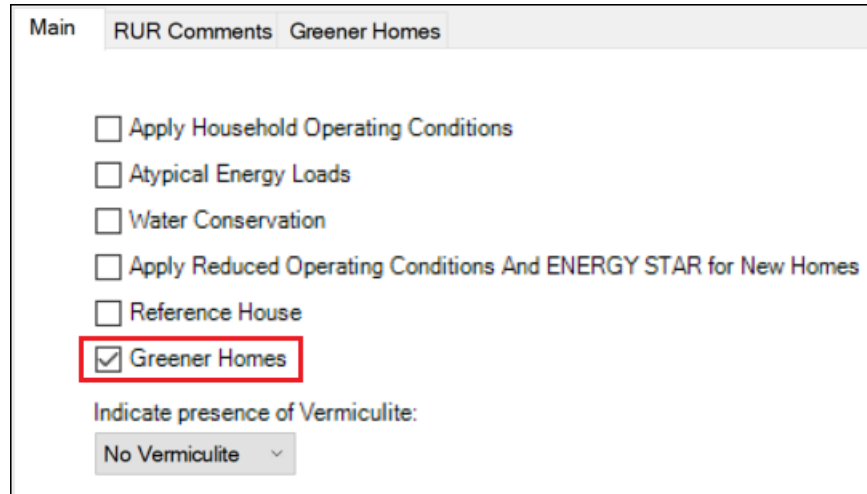 Main RUR Comments Greener Homes
Apply Household Operating Conditions
Atypical Energy Loads
Water Conservation
Apply Reduced Operating Conditions And ENERGY STAR for New Homes
Reference House
Greener Homes
Indicate presence of Vermiculite:
No Vermiculite